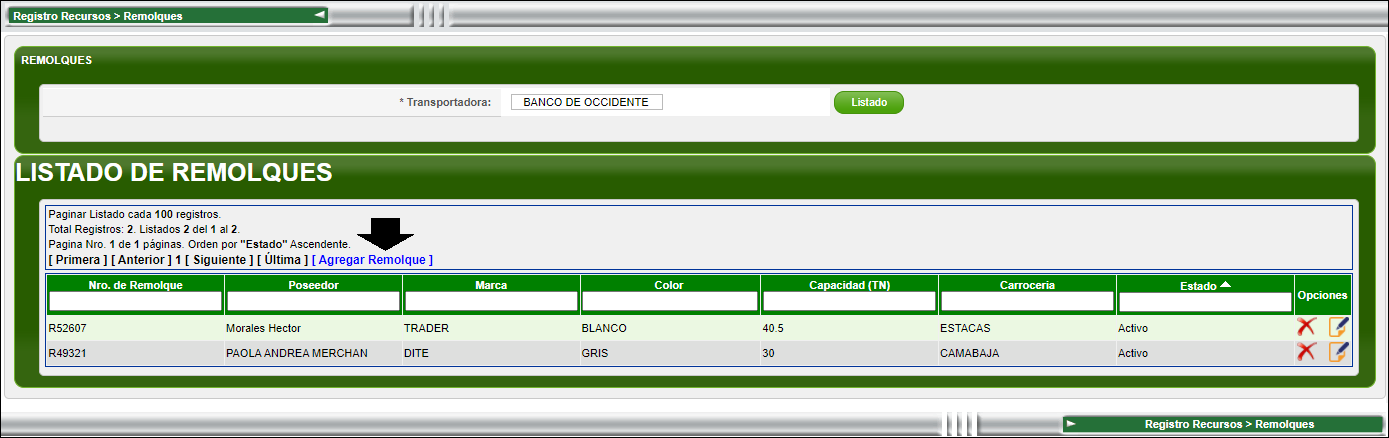 Registro Recursos > Remolques
REMOLQUES
* Transportadora: BANCO DE OCCIDENTE Listado
LISTADO DE REMOLQUES
Paginar Listado cada 100 registros.
Total Registros: 2. Listados 2 del 1 al 2.
Pagina Nro. 1 de 1 páginas. Orden por "Estado" Ascendente.
[ Primera ] [ Anterior ] 1 [ Siguiente ] [ Última ] [ Agregar Remolque ]
Nro. de Remolque Poseedor Marca Color Capacidad (TN) Carroceria Estado Opciones
R52607 Morales Hector TRADER BLANCO 40.5 ESTACAS Activo
R49321 PAOLA ANDREA MERCHAN DITE GRIS 30 CAMABAJA Activo
Registro Recursos > Remolques